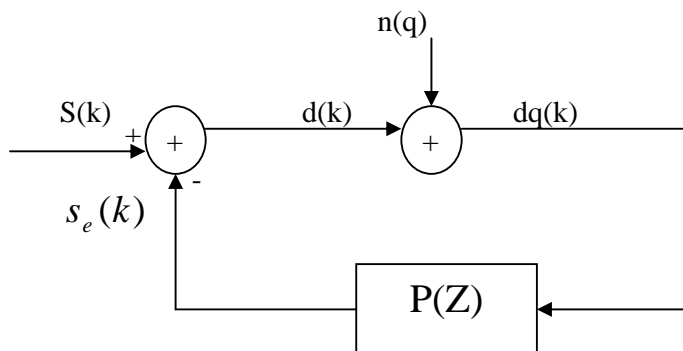 n(q)
S(k)
d(k)
dq(k)
+
+
+
-
s_e(k)
P(Z)